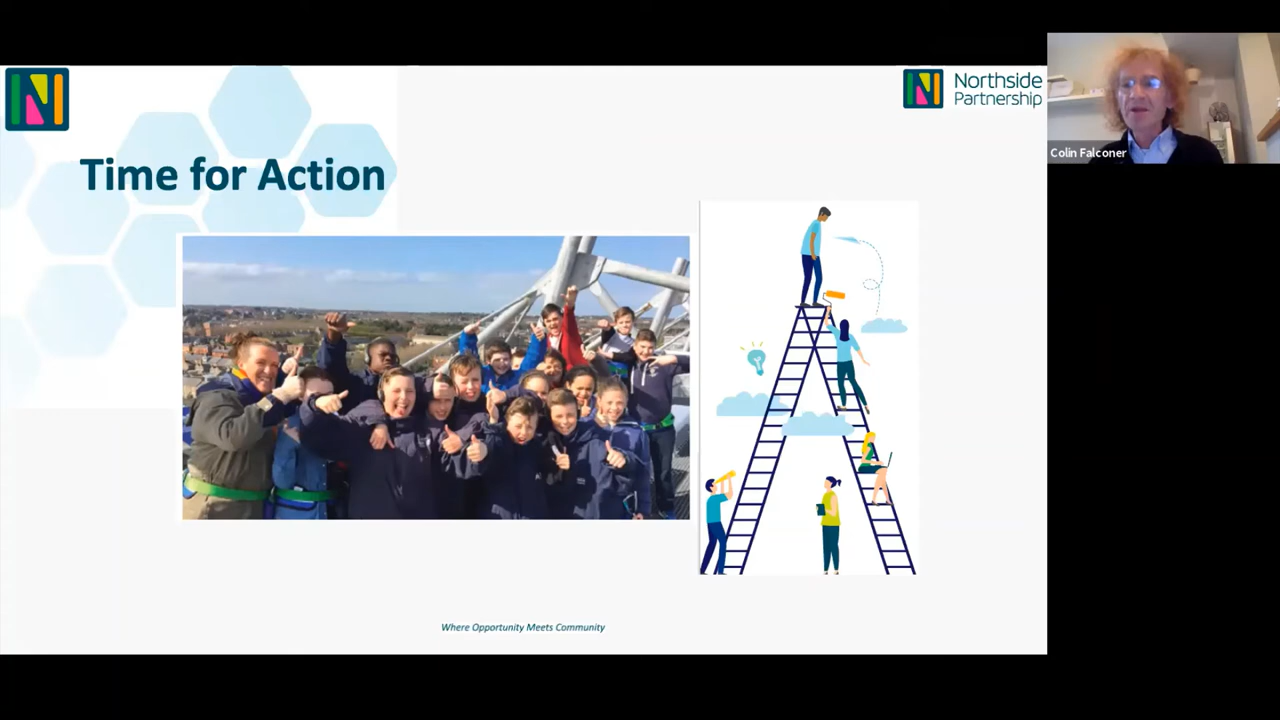 Northside
Partnership
Colin Falconer
Time for Action
Where Opportunity Meets Community